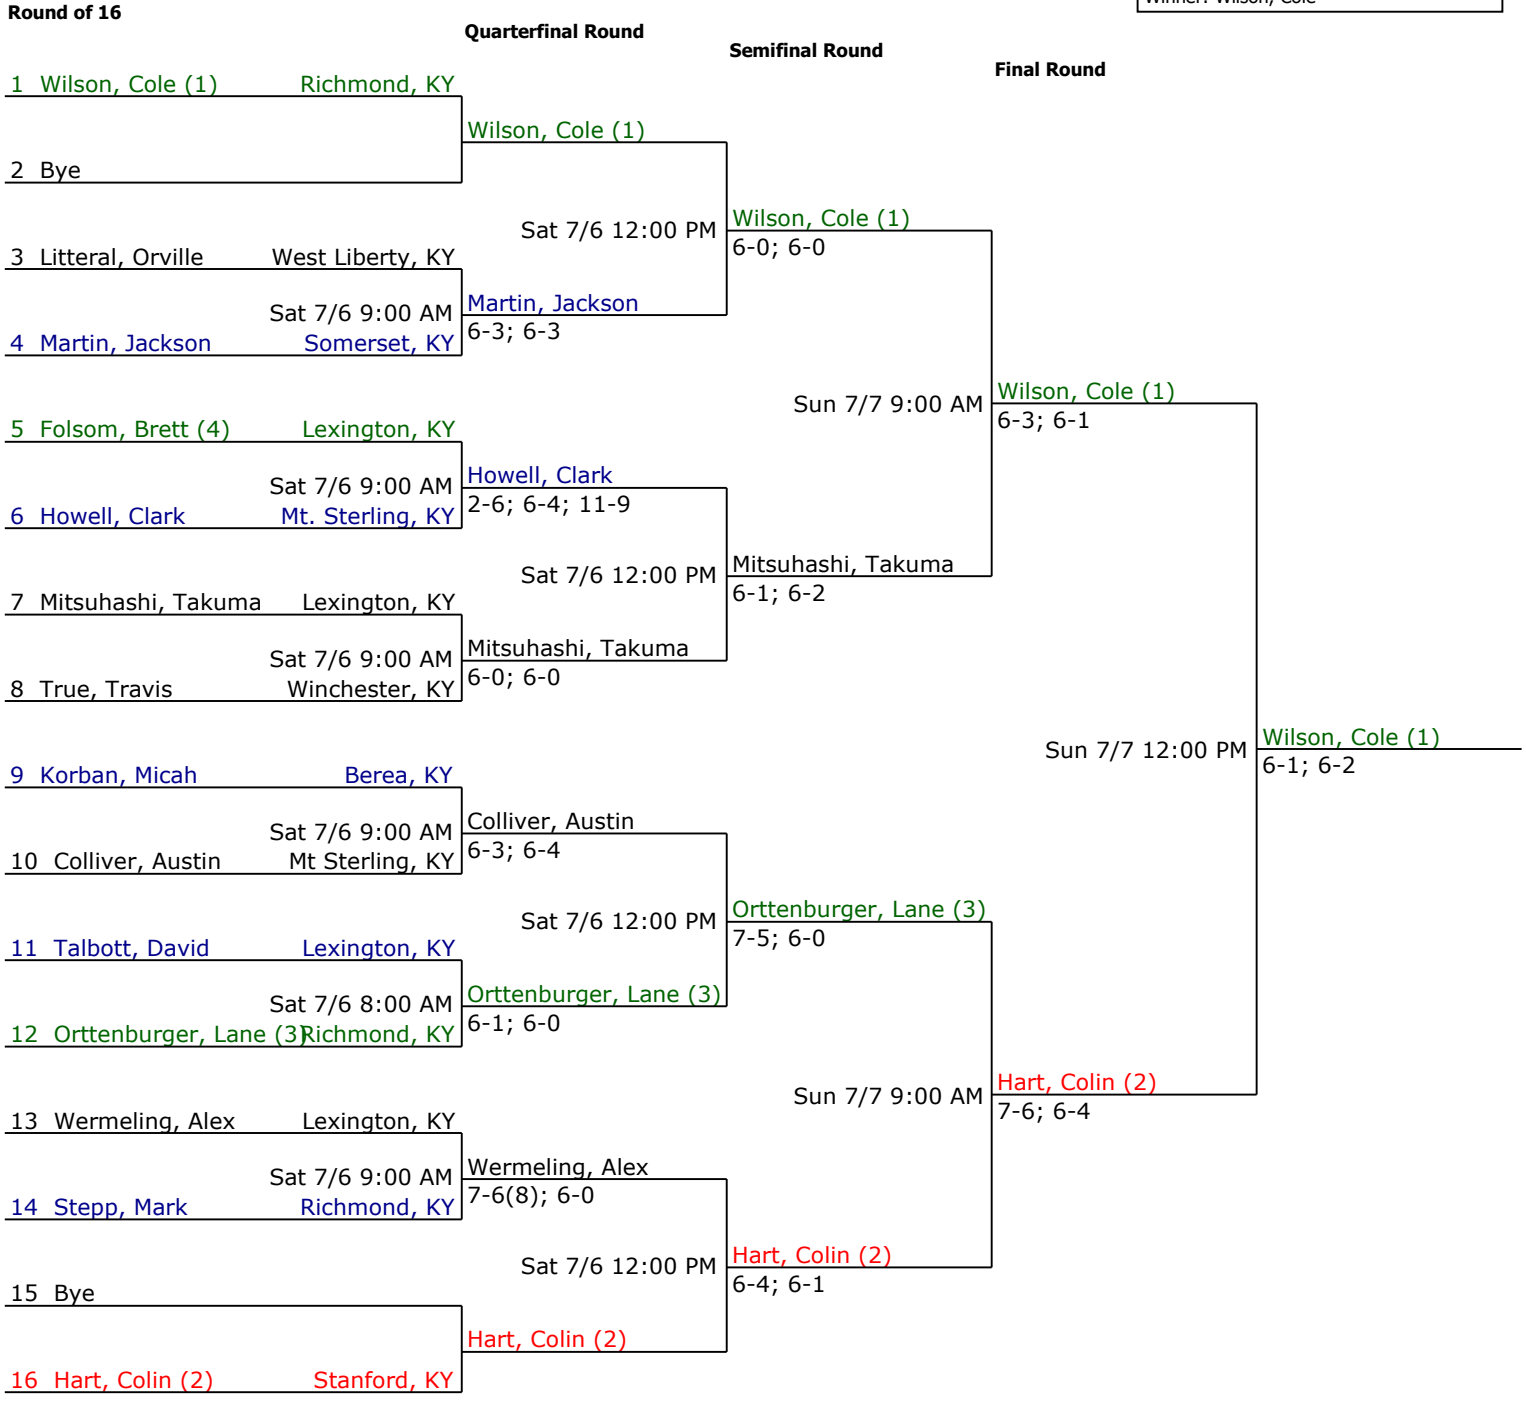 Winner: Wilson, Cole
Round of 16
Quarterfinal Round
Semifinal Round
Final Round
1 Wilson, Cole (1) Richmond, KY
Wilson, Cole (1)
2 Bye
Sat 7/6 12:00 PM Wilson, Cole (1)
6-0; 6-0
3 Litteral, Orville West Liberty, KY
Sat 7/6 9:00 AM Martin, Jackson
6-3; 6-3
4 Martin, Jackson Somerset, KY
Sun 7/7 9:00 AM Wilson, Cole (1)
6-3; 6-1
5 Folsom, Brett (4) Lexington, KY
Sat 7/6 9:00 AM Howell, Clark
2-6; 6-4; 11-9
6 Howell, Clark Mt. Sterling, KY
Sat 7/6 12:00 PM Mitsuhashi, Takuma
6-1; 6-2
7 Mitsuhashi, Takuma Lexington, KY
Sat 7/6 9:00 AM Mitsuhashi, Takuma
6-0; 6-0
8 True, Travis Winchester, KY
Sun 7/7 12:00 PM Wilson, Cole (1)
6-1; 6-2
9 Korban, Micah Berea, KY
Sat 7/6 9:00 AM Colliver, Austin
6-3; 6-4
10 Colliver, Austin Mt Sterling, KY
Sat 7/6 12:00 PM Orttenburger, Lane (3)
7-5; 6-0
11 Talbott, David Lexington, KY
Sat 7/6 8:00 AM Orttenburger, Lane (3)
6-1; 6-0
12 Orttenburger, Lane (3) Richmond, KY
Sun 7/7 9:00 AM Hart, Colin (2)
7-6; 6-4
13 Wermeling, Alex Lexington, KY
Sat 7/6 9:00 AM Wermeling, Alex
7-6(8); 6-0
14 Stepp, Mark Richmond, KY
Sat 7/6 12:00 PM Hart, Colin (2)
6-4; 6-1
15 Bye
Hart, Colin (2)
16 Hart, Colin (2) Stanford, KY